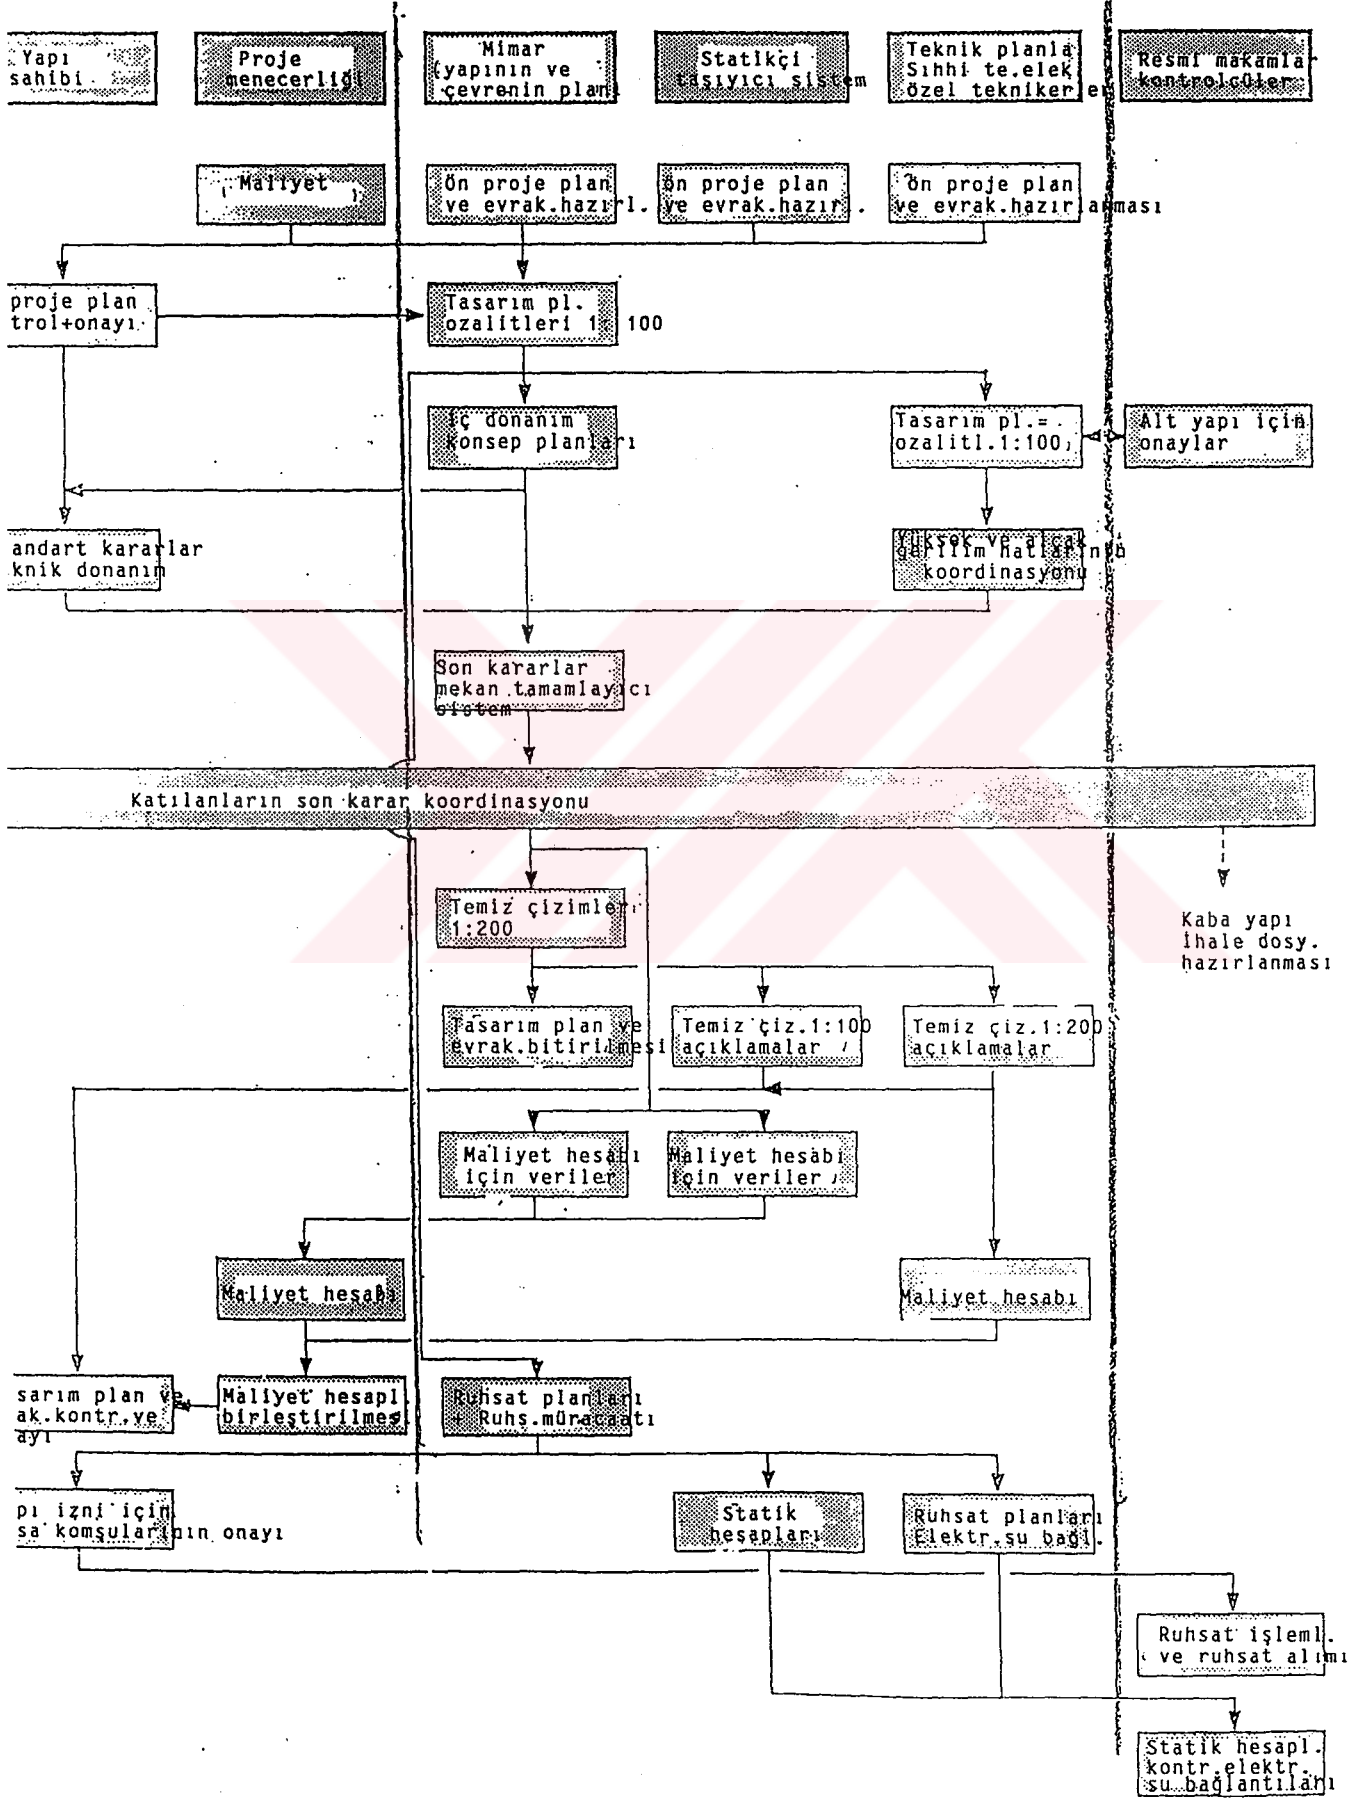 Yapı
sahibi
Proje
menecerliği
Mimar
(yapının ve
çevrenin planı
Statikçi
taşıyıcı sistem
Teknik planla
Sıhhi te.elek
özel tekniker
Resmi makamla
kontrolcüler
Maliyet
Ön proje plan
ve evrak.hazırl.
ön proje plan
ve evrak.hazırl.
ön proje plan
ve evrak.hazırlanması
proje plan
trol+onayı
Tasarım pl.
ozalitleri 1: 100
İç donanım
konsep planları
Tasarım pl.=
ozalitl.1:100
Alt yapı için
onaylar
andart kararlar
knik donanım
Yüksek ve alçak
gerilim hatlarının
koordinasyonu
Son kararlar
mekan tamamlayıcı
sistem
Katılanların son karar koordinasyonu
Temiz çizimleri
1:200
Kaba yapı
İhale dosy.
hazırlanması
Tasarım plan ve
evrak.bitirilmesi
Temiz çiz.1:100
açıklamalar
Temiz çiz.1:200
açıklamalar
Maliyet hesabı
için veriler
Maliyet hesabı
için veriler
Maliyet hesabı
Maliyet hesabı
sarım plan ve
ak.kontr.ve
ayı
Maliyet hesapl
birleştirilmes
Ruhsat planları
+ Ruhs.müracaatı
pı izni için
sa komşularının onayı
Statik
hesapları
Ruhsat planları
Elektr.su bağl.
Ruhsat işleml.
ve ruhsat alımı
Statik hesapl.
kontr.elektr.
su bağlantıları